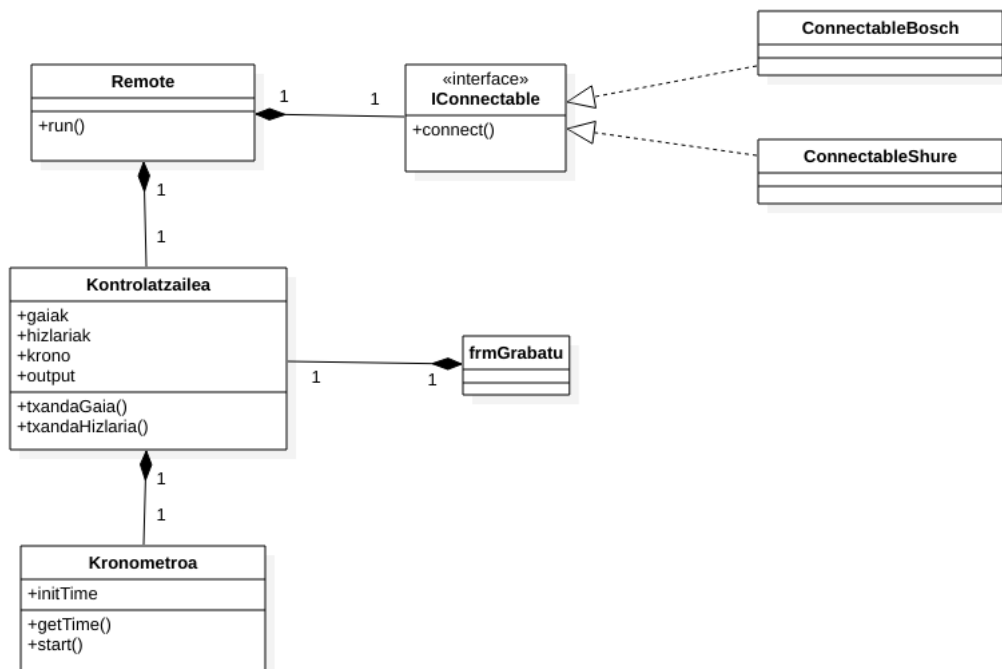 ConnectableBosch
Remote
+run()
1
1
«interface»
IConnectable
+connect()
ConnectableShure
1
1
Kontrolatzailea
+gaiak
+hizlariak
+krono
+output
+txandaGaia()
+txandaHizlaria()
1
1
frmGrabatu
1
1
Kronometroa
+initTime
+getTime()
+start()